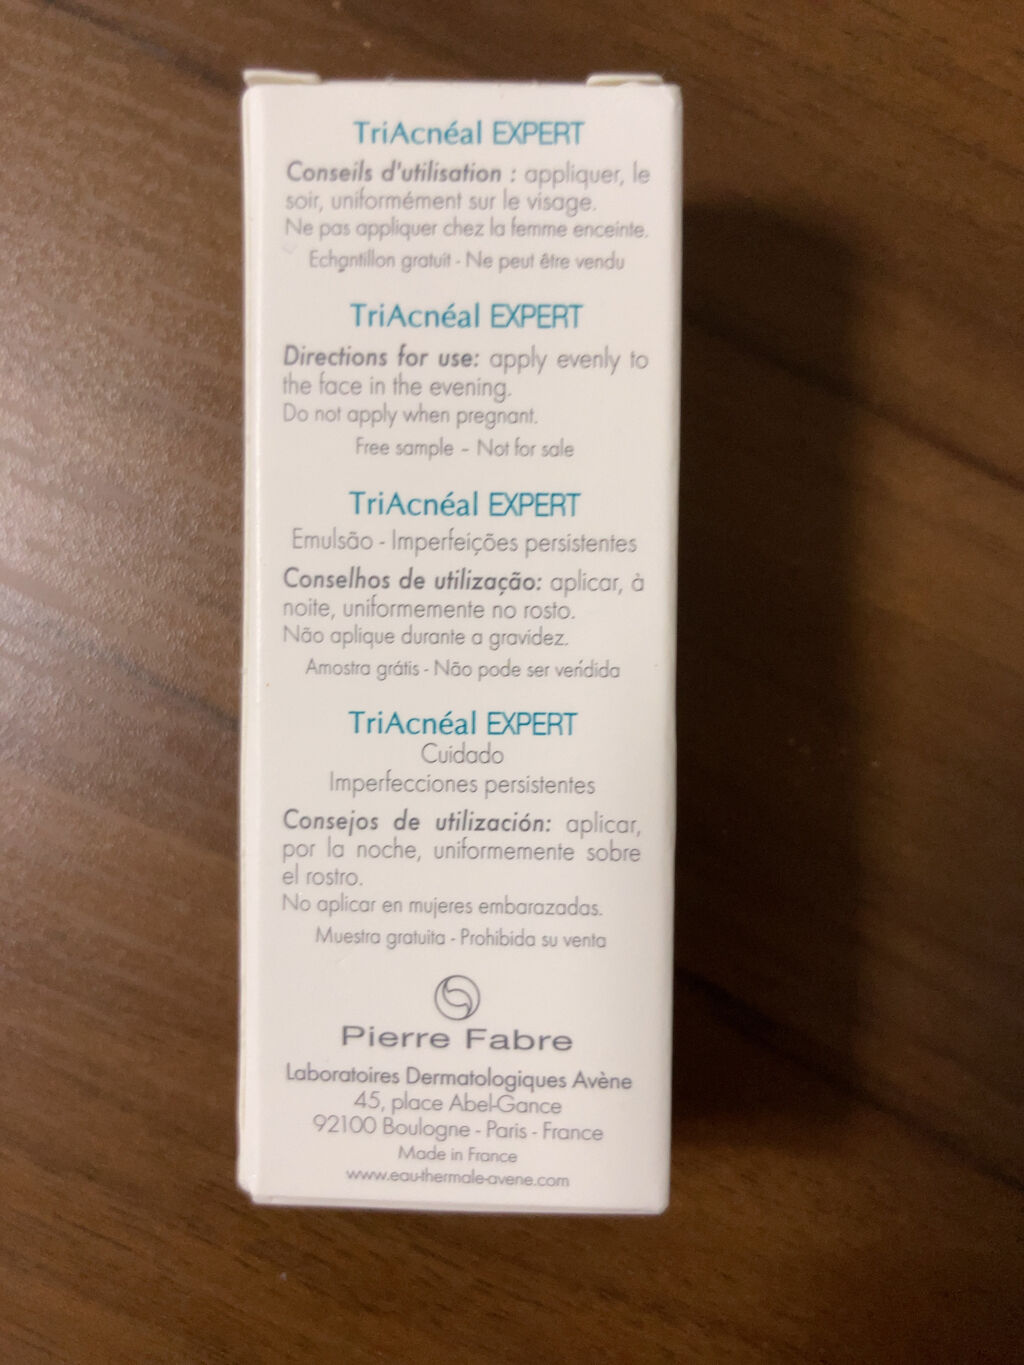 TriAcnéal EXPERT
Conseils d'utilisation : appliquer, le
soir, uniformément sur le visage.
Ne pas appliquer chez la femme enceinte.
Echantillon gratuit - Ne peut être vendu
TriAcnéal EXPERT
Directions for use: apply evenly to
the face in the evening.
Do not apply when pregnant.
Free sample – Not for sale
TriAcnéal EXPERT
Emulsão - Imperfeições persistentes
Conselhos de utilização: aplicar, à
noite, uniformemente no rosto.
Não aplique durante a gravidez.
Amostra grátis - Não pode ser vendida
TriAcnéal EXPERT
Cuidado
Imperfecciones persistentes
Consejos de utilización: aplicar,
por la noche, uniformemente sobre
el rostro.
No aplicar en mujeres embarazadas.
Muestra gratuita - Prohibida su venta
Pierre Fabre
Laboratoires Dermatologiques Avène
45, place Abel-Gance
92100 Boulogne - Paris - France
Made in France
www.eau-thermale-avene.com